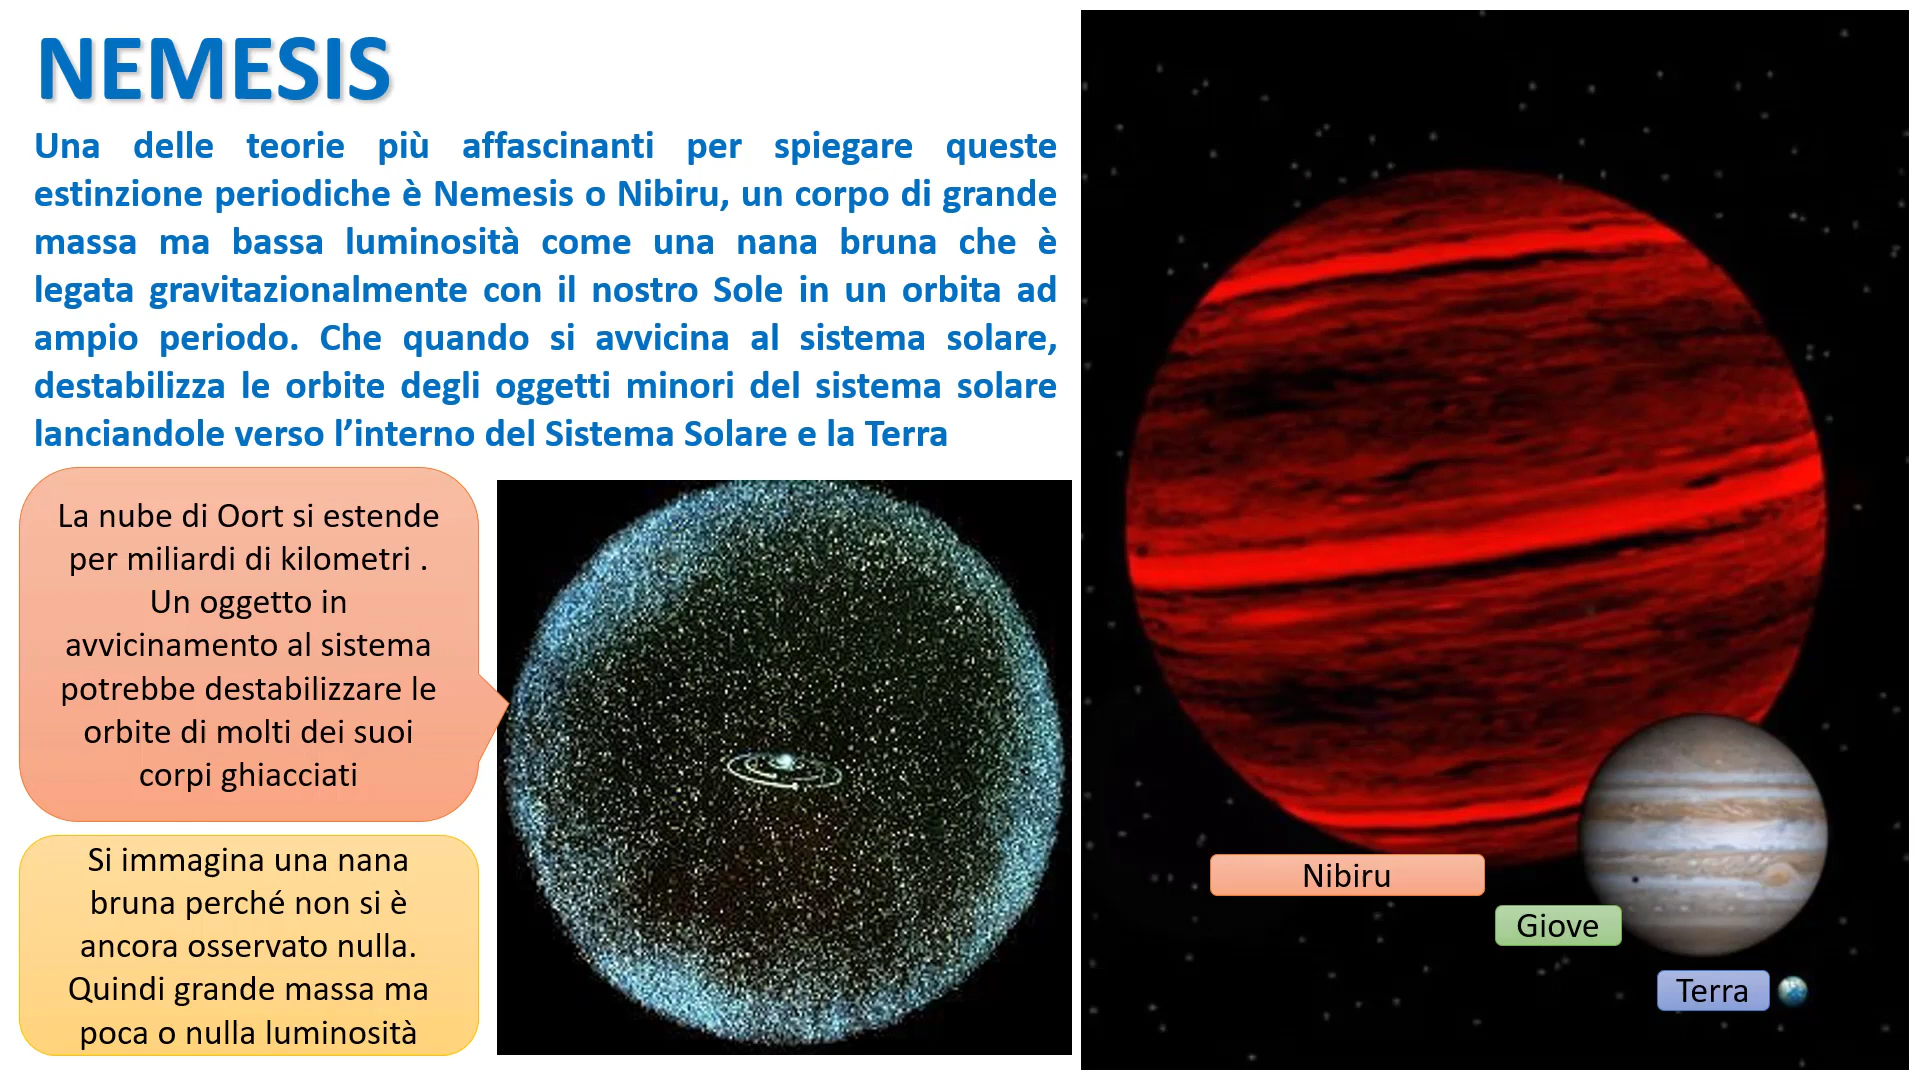 NEMESIS
Una delle teorie più affascinanti per spiegare queste
estinzione periodiche è Nemesis o Nibiru, un corpo di grande
massa ma bassa luminosità come una nana bruna che è
legata gravitazionalmente con il nostro Sole in un orbita ad
ampio periodo. Che quando si avvicina al sistema solare,
destabilizza le orbite degli oggetti minori del sistema solare
lanciandole verso l’interno del Sistema Solare e la Terra
La nube di Oort si estende
per miliardi di kilometri .
Un oggetto in
avvicinamento al sistema
potrebbe destabilizzare le
orbite di molti dei suoi
corpi ghiacciati
Si immagina una nana
bruna perché non si è
ancora osservato nulla.
Quindi grande massa ma
poca o nulla luminosità
Nibiru
Giove
Terra